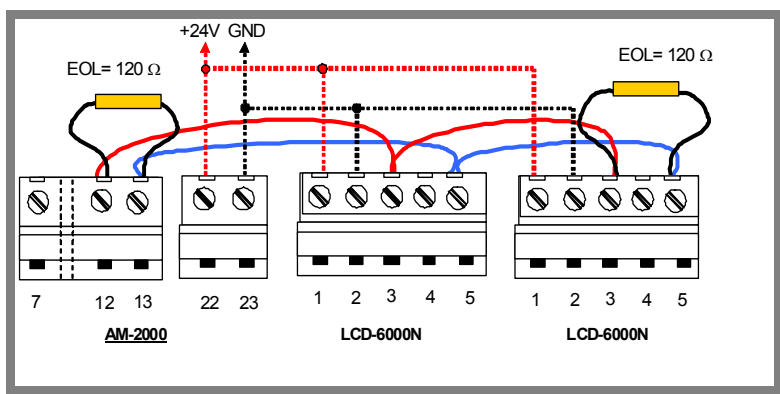 +24V GND
EOL= 120 Ω
EOL= 120 Ω
7 12 13 22 23 1 2 3 4 5 1 2 3 4 5
AM-2000 LCD-6000N LCD-6000N